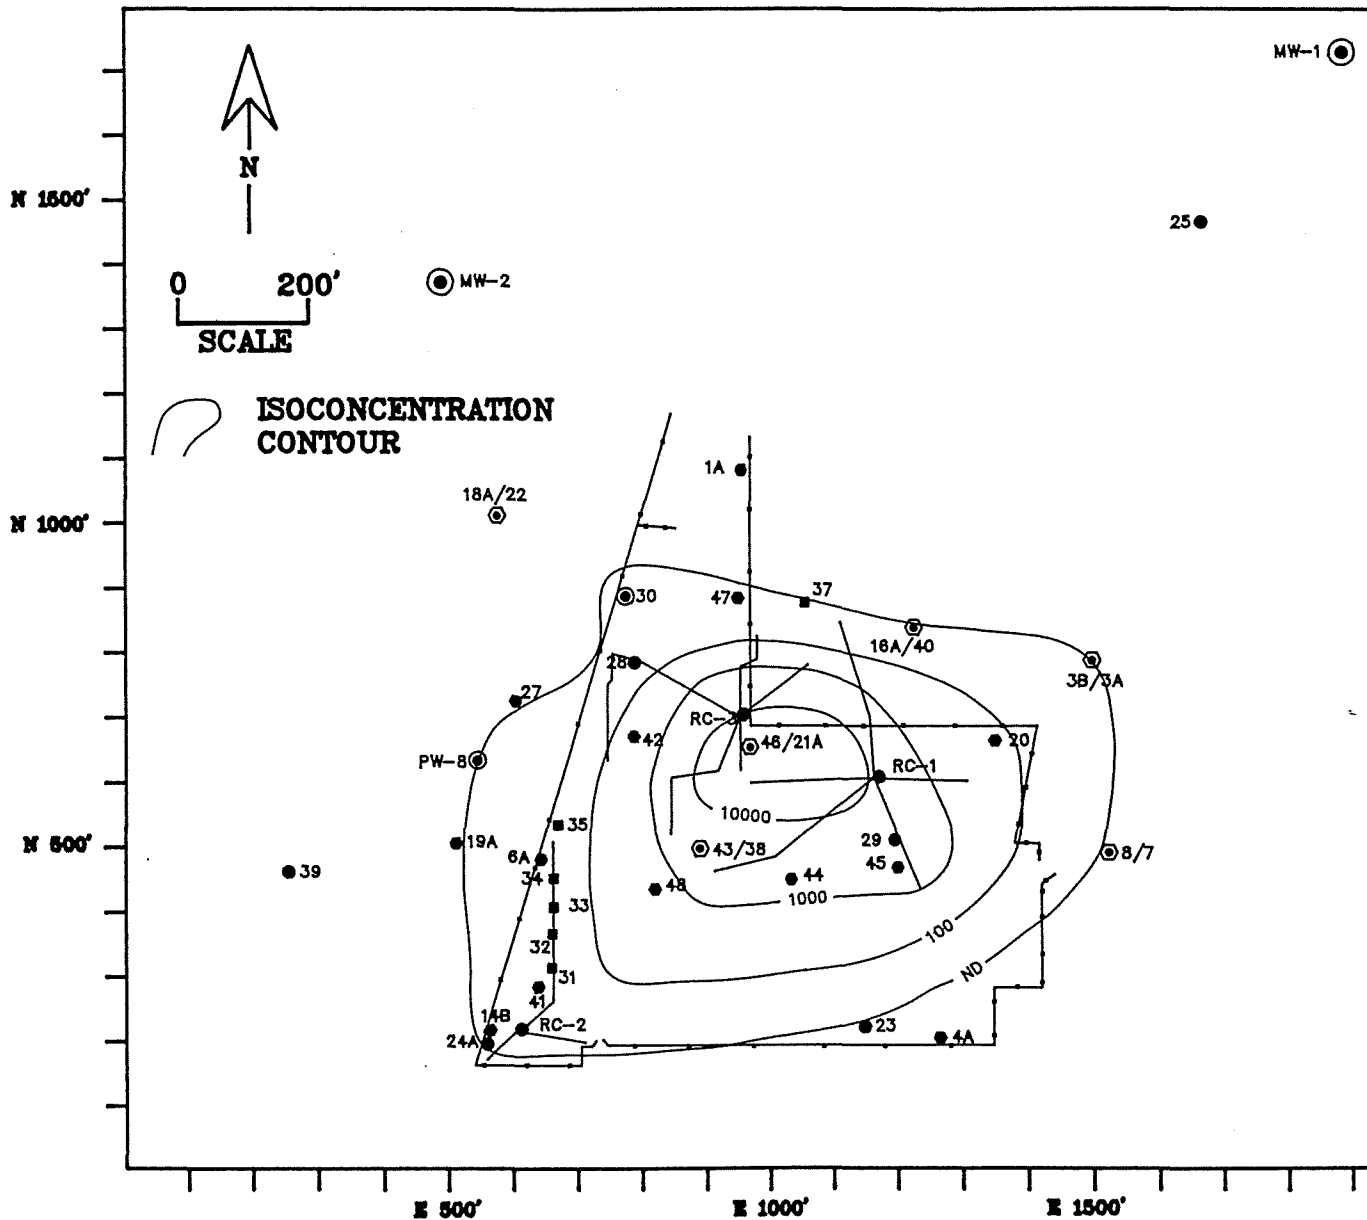 MW-1
N
N 1500'
25
0 200'
MW-2
SCALE
ISOCONCENTRATION
CONTOUR
1A
18A/22
N 1000'
30
47
37
16A/40
28
3B/3A
27
RC-3
42
46/21A
20
PW-8
RC-1
10000
35
N 500'
19A
29
8/7
6A
43/38
39
34
44
45
48
1000
33
32
100
31
ND
41
14B
RC-2
23
24A
4A
E 500'
E 1000'
E 1500'